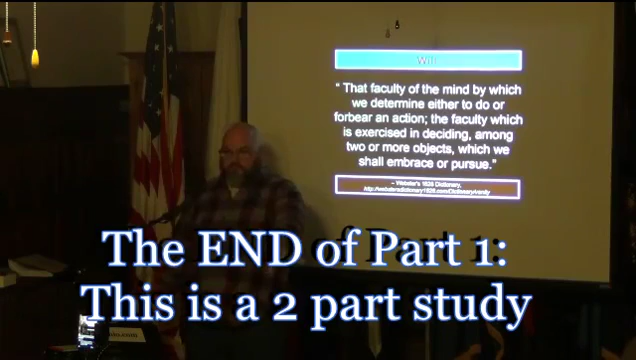 Will
“ That faculty of the mind by which
we determine either to do or
forbear an action; the faculty which
is exercised in deciding, among
two or more objects, which we
shall embrace or pursue.”
– Webster's 1828 Dictionary,
The END of Part 1:
This is a 2 part study